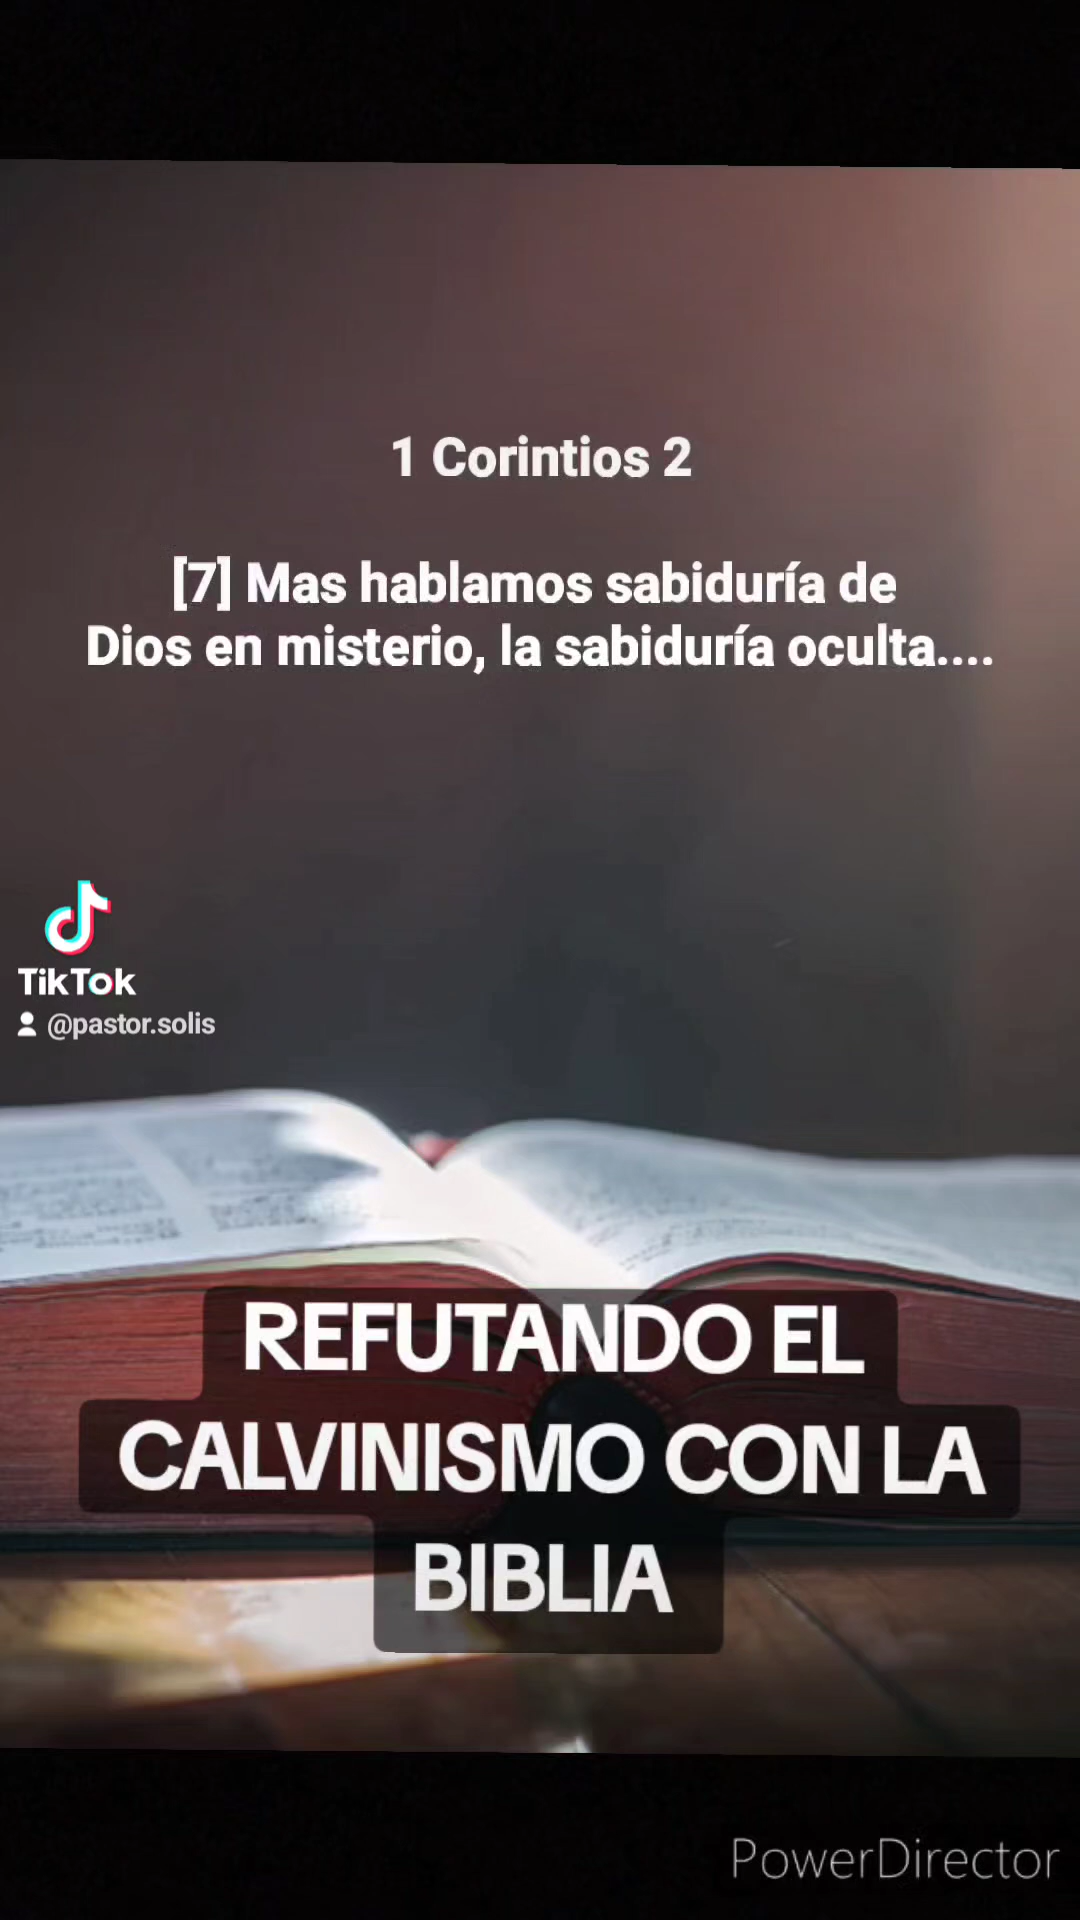 1 Corintios 2
[7] Mas hablamos sabiduría de
Dios en misterio, la sabiduría oculta....
TikTok
@pastor.solis
REFUTANDO EL
CALVINISMO CON LA
BIBLIA
PowerDirector